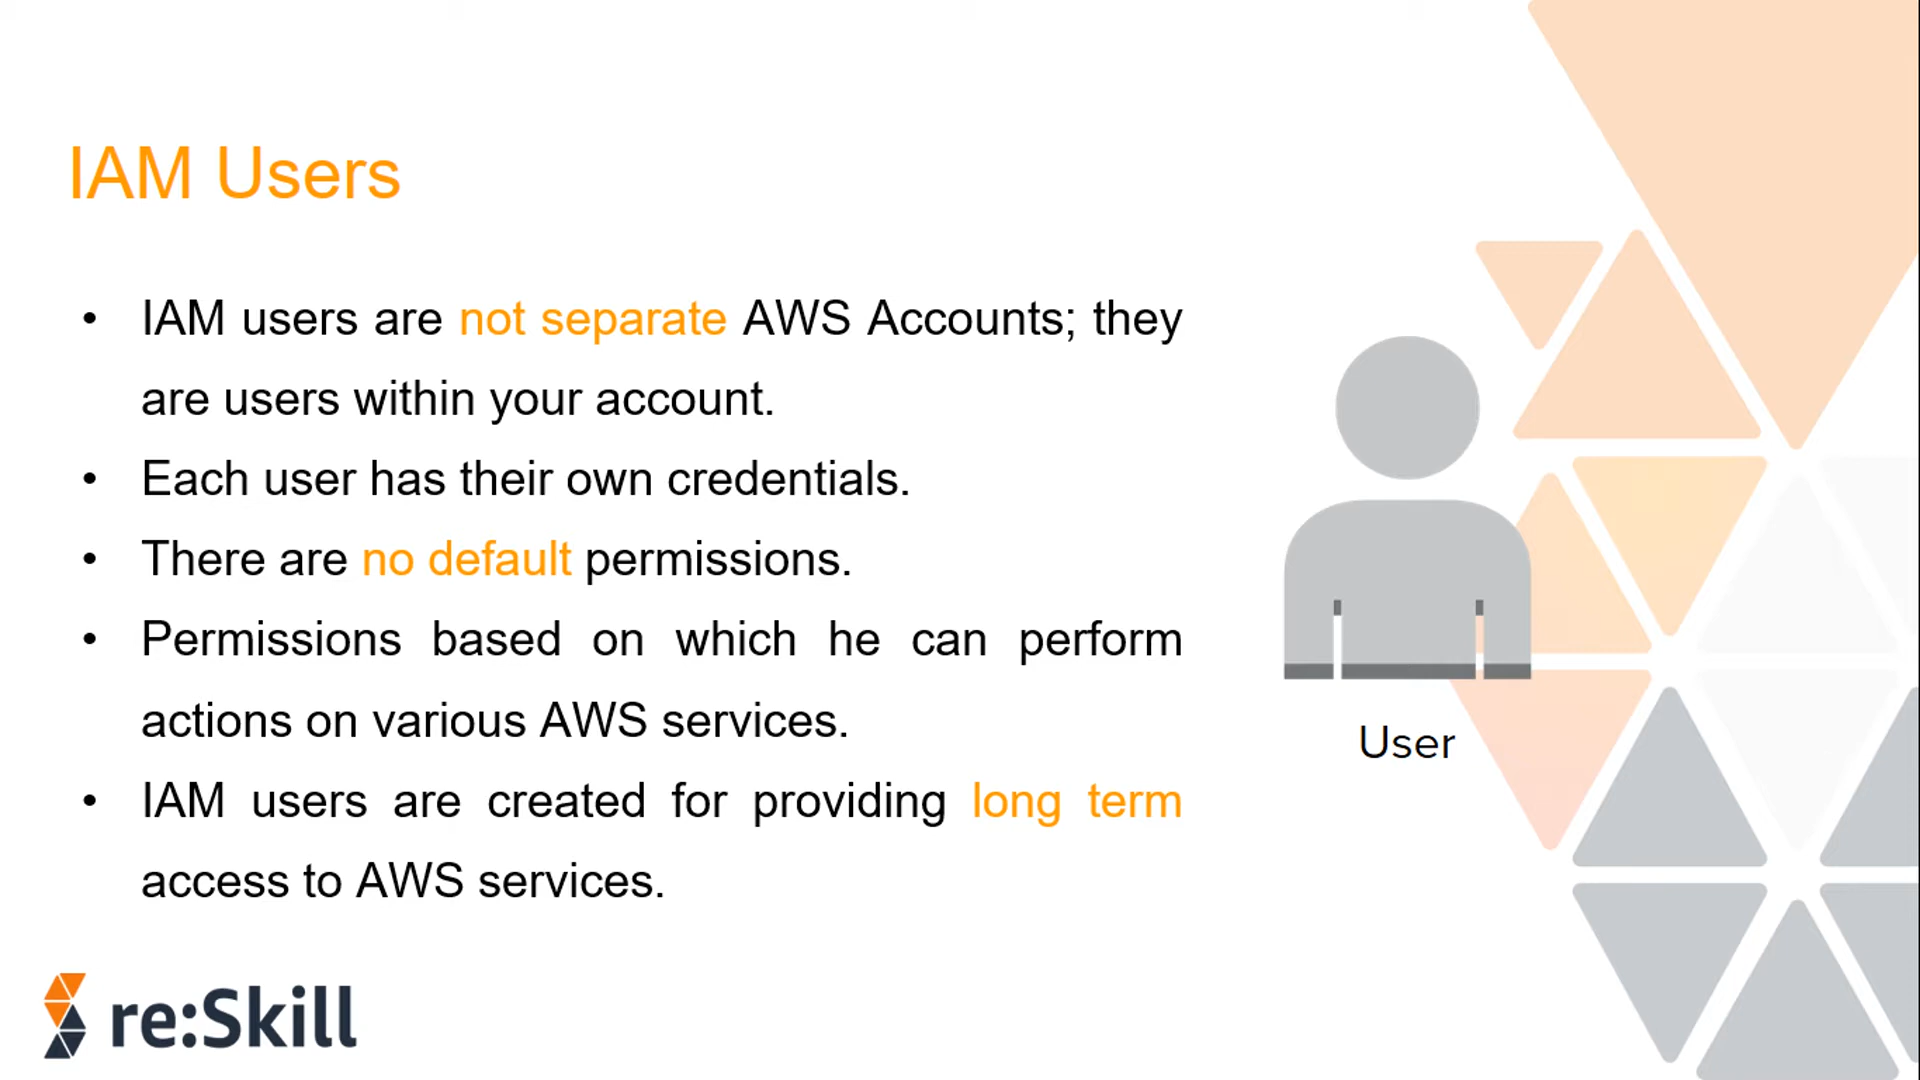 IAM Users
• IAM users are not separate AWS Accounts; they
are users within your account.
• Each user has their own credentials.
• There are no default permissions.
• Permissions based on which he can perform
actions on various AWS services.
• IAM users are created for providing long term
access to AWS services.
User
re:Skill